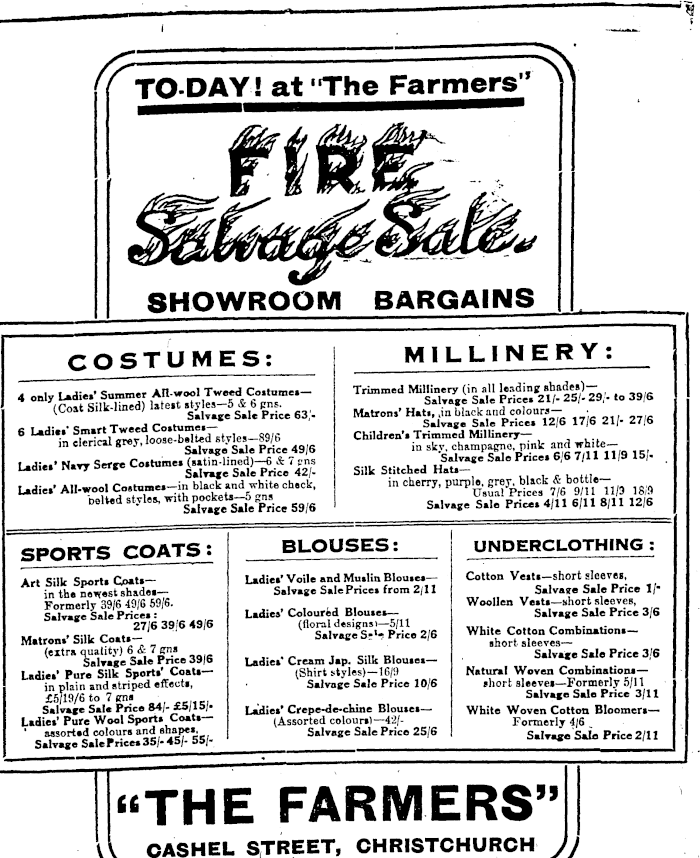 TO-DAY! at "The Farmers"
FIRE
Salvage Sale.
SHOWROOM BARGAINS
COSTUMES:
4 only Ladies' Summer All-wool Tweed Costumes—
(Coat Silk-lined) latest styles—5 & 6 gns.
Salvage Sale Price 63/-
6 Ladies' Smart Tweed Costumes—
in clerical grey, loose-belted styles—89/6
Salvage Sale Price 49/6
Ladies' Navy Serge Costumes (satin-lined)—6 & 7 gns
Salvage Sale Price 42/-
Ladies' All-wool Costumes—in black and white check,
belted styles, with pockets—5 gns
Salvage Sale Price 59/6
MILLINERY:
Trimmed Millinery (in all leading shades)—
Salvage Sale Prices 21/- 25/- 29/- to 39/6
Matrons' Hats, in black and colours—
Salvage Sale Prices 12/6 17/6 21/- 27/6
Children's Trimmed Millinery—
in sky, champagne, pink and white—
Salvage Sale Prices 6/6 7/11 11/9 15/-
Silk Stitched Hats—
in cherry, purple, grey, black & bottle—
Usual Prices 7/6 9/11 11/9 18/9
Salvage Sale Prices 4/11 6/11 8/11 12/6
SPORTS COATS:
Art Silk Sports Coats—
in the newest shades—
Formerly 39/6 49/6 59/6.
Salvage Sale Prices:
27/6 39/6 49/6
Matrons' Silk Coats—
(extra quality) 6 & 7 gns
Salvage Sale Price 39/6
Ladies' Pure Silk Sports' Coats—
in plain and striped effects,
£5/19/6 to 7 gns
Salvage Sale Price 84/- £5/15/-
Ladies' Pure Wool Sports Coats—
assorted colours and shapes,
Salvage Sale Prices 35/- 45/- 55/-
BLOUSES:
Ladies' Voile and Muslin Blouses—
Salvage Sale Prices from 2/11
Ladies' Coloured Blouses—
(floral designs)—5/11
Salvage Sale Price 2/6
Ladies' Cream Jap. Silk Blouses—
(Shirt styles)—16/9
Salvage Sale Price 10/6
Ladies' Crepe-de-chine Blouses—
(Assorted colours)—42/-
Salvage Sale Price 25/6
UNDERCLOTHING:
Cotton Vests—short sleeves,
Salvage Sale Price 1/-
Woollen Vests—short sleeves,
Salvage Sale Price 3/6
White Cotton Combinations—
short sleeves—
Salvage Sale Price 3/6
Natural Woven Combinations—
short sleeves—Formerly 5/11
Salvage Sale Price 3/11
White Woven Cotton Bloomers—
Formerly 4/6
Salvage Sale Price 2/11
"THE FARMERS"
CASHEL STREET, CHRISTCHURCH